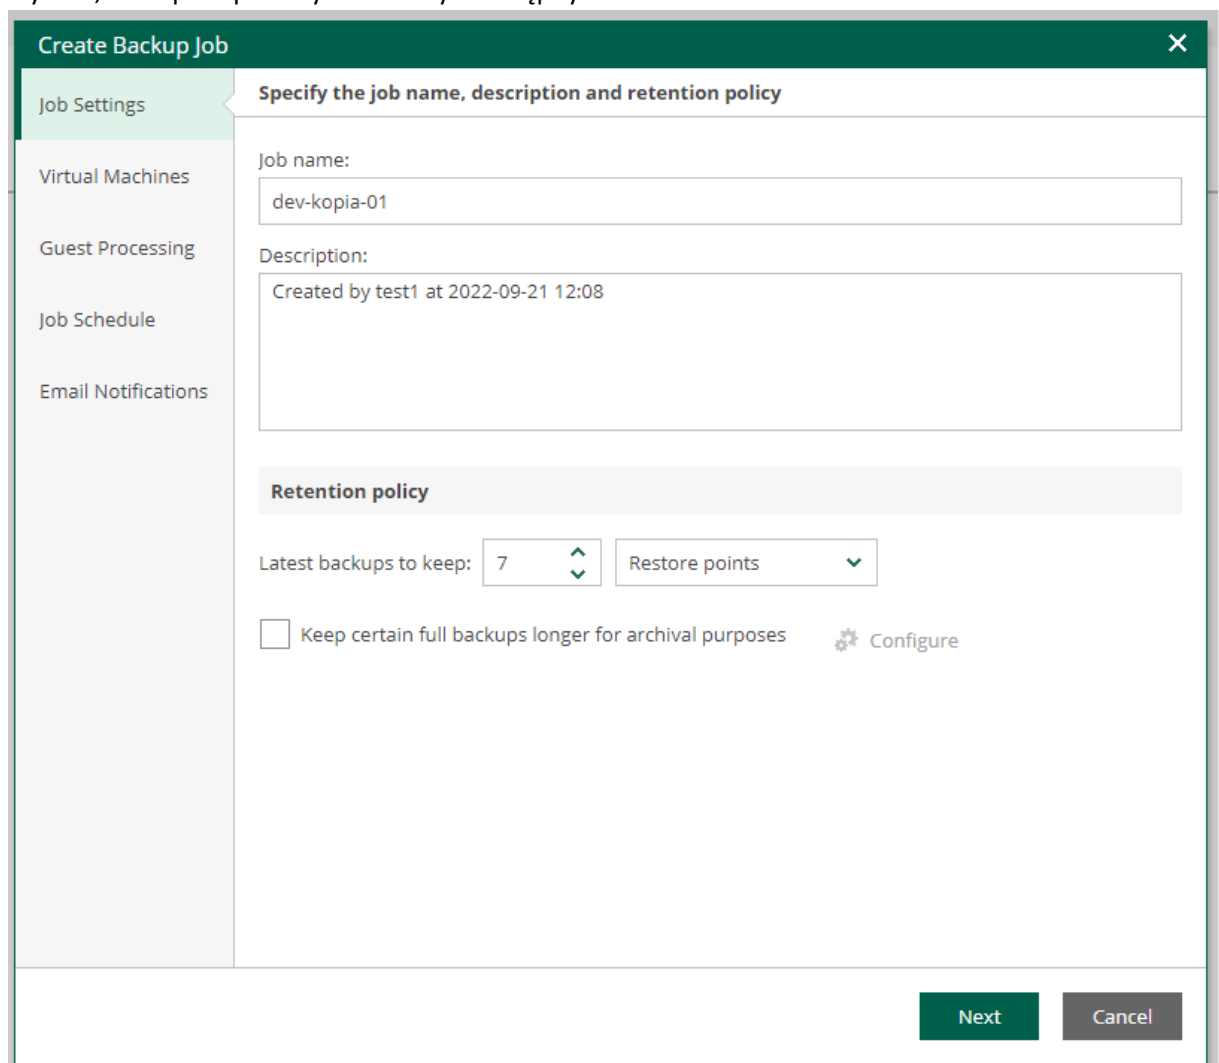 Create Backup Job
Job Settings
Specify the job name, description and retention policy
Virtual Machines
Guest Processing
Job Schedule
Email Notifications
Job name:
dev-kopia-01
Description:
Created by test1 at 2022-09-21 12:08
Retention policy
Latest backups to keep: 7 Restore points
Keep certain full backups longer for archival purposes Configure
Next Cancel